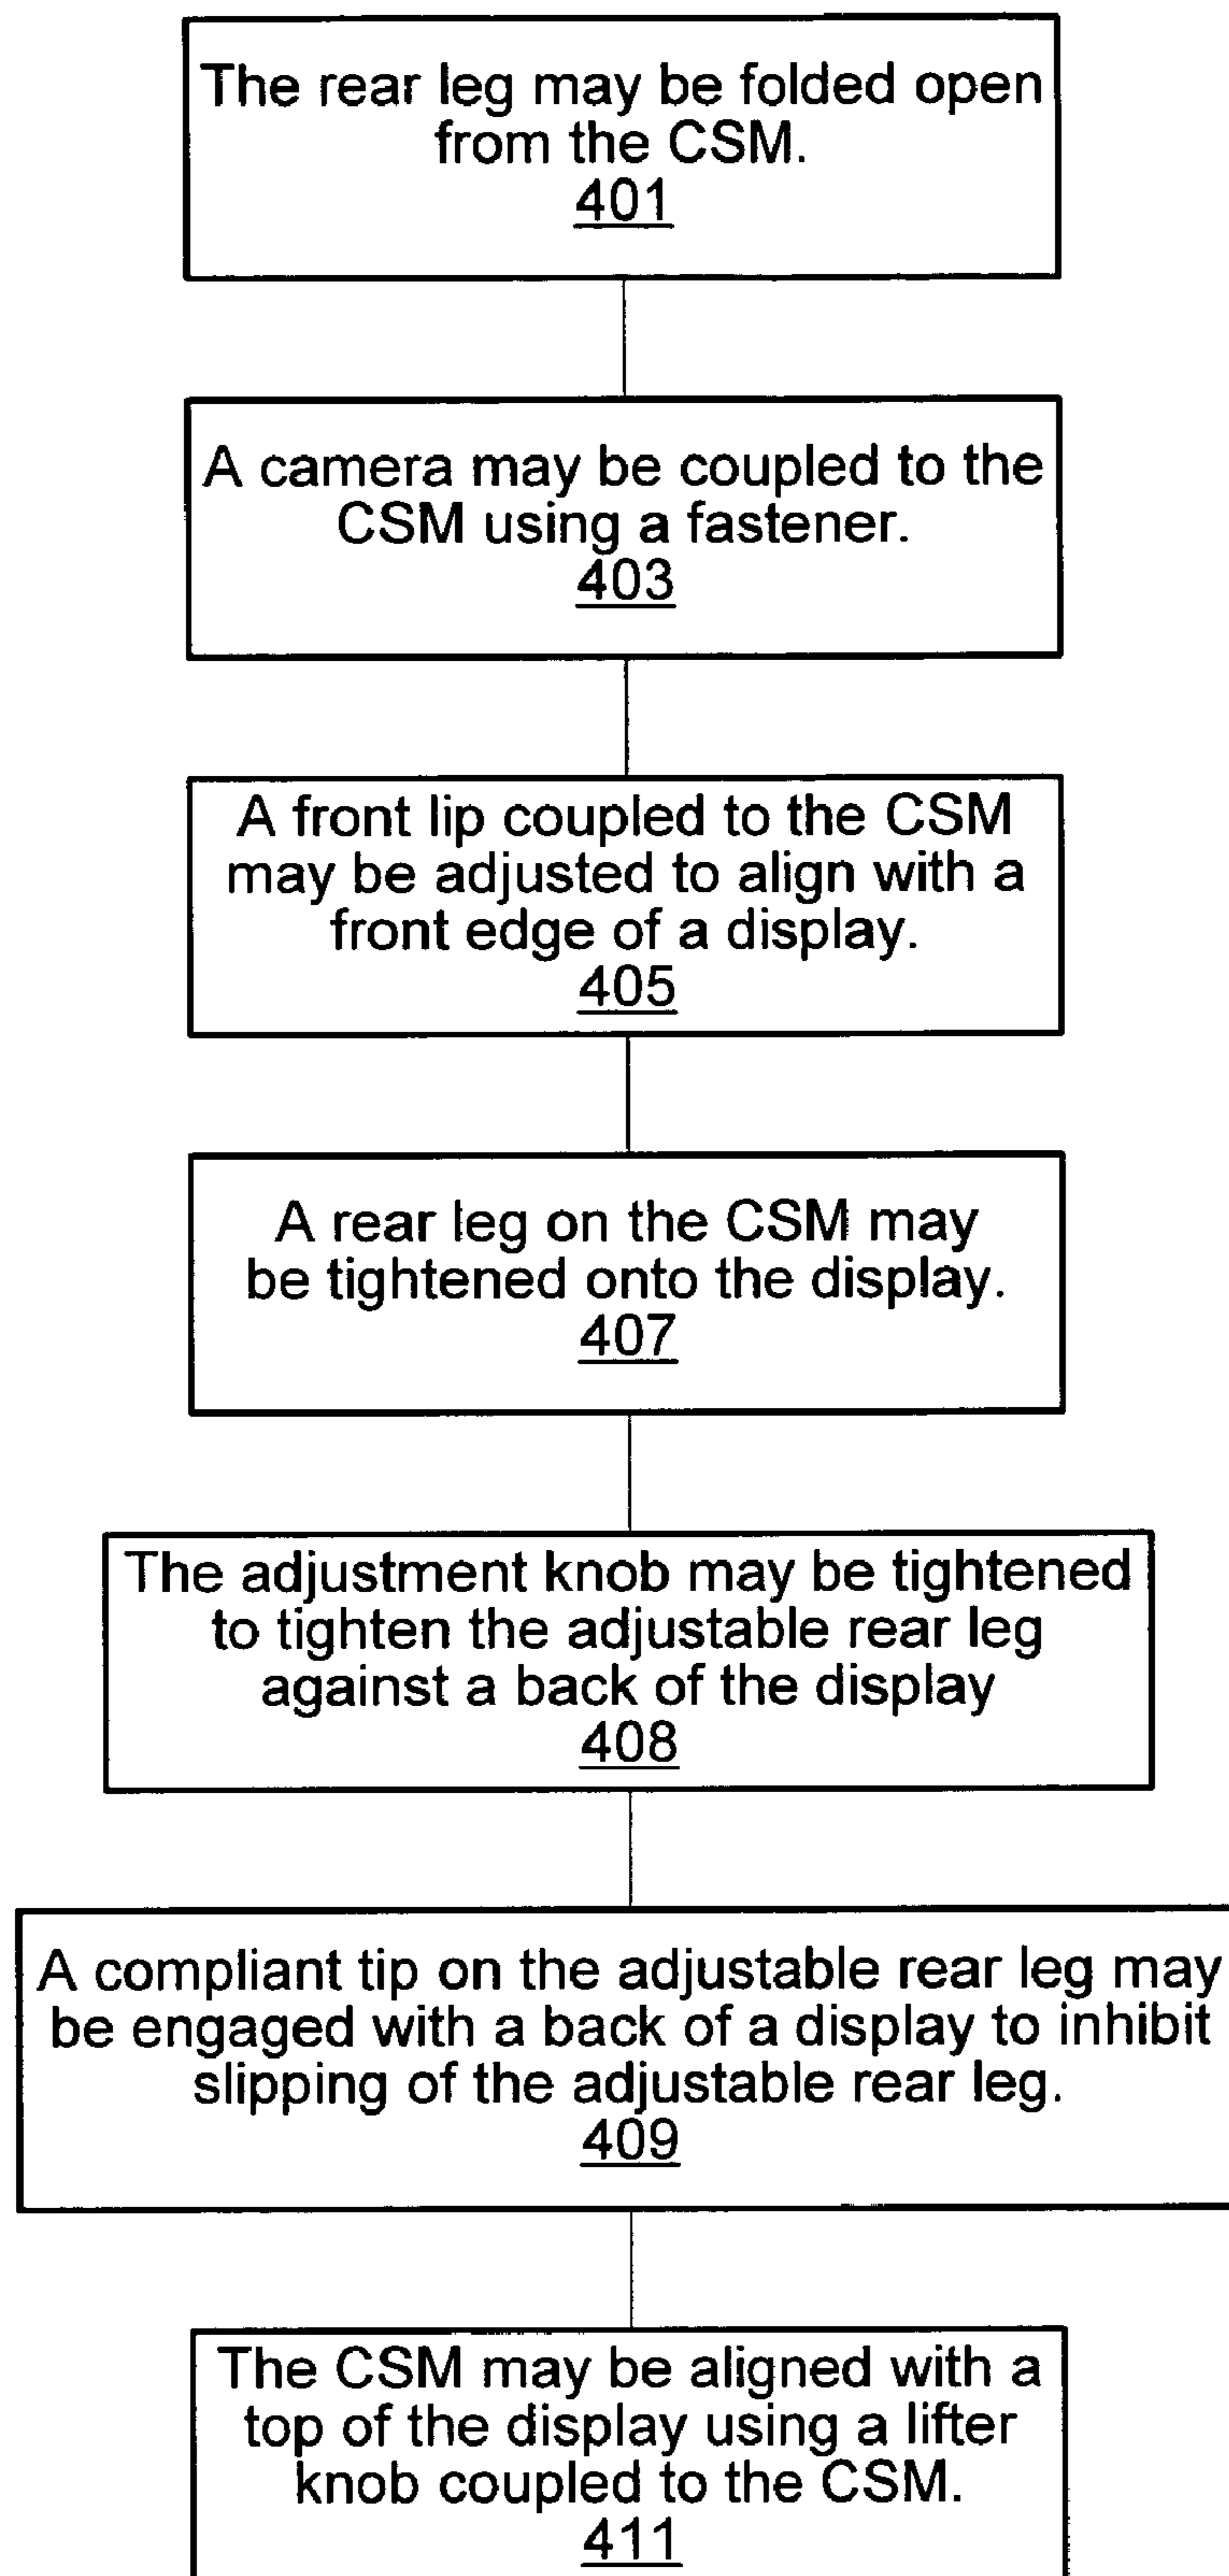 The rear leg may be folded open
from the CSM.
401
A camera may be coupled to the
CSM using a fastener.
403
A front lip coupled to the CSM
may be adjusted to align with a
front edge of a display.
405
A rear leg on the CSM may
be tightened onto the display.
407
The adjustment knob may be tightened
to tighten the adjustable rear leg
against a back of the display
408
A compliant tip on the adjustable rear leg may
be engaged with a back of a display to inhibit
slipping of the adjustable rear leg.
409
The CSM may be aligned with a
top of the display using a lifter
knob coupled to the CSM.
411